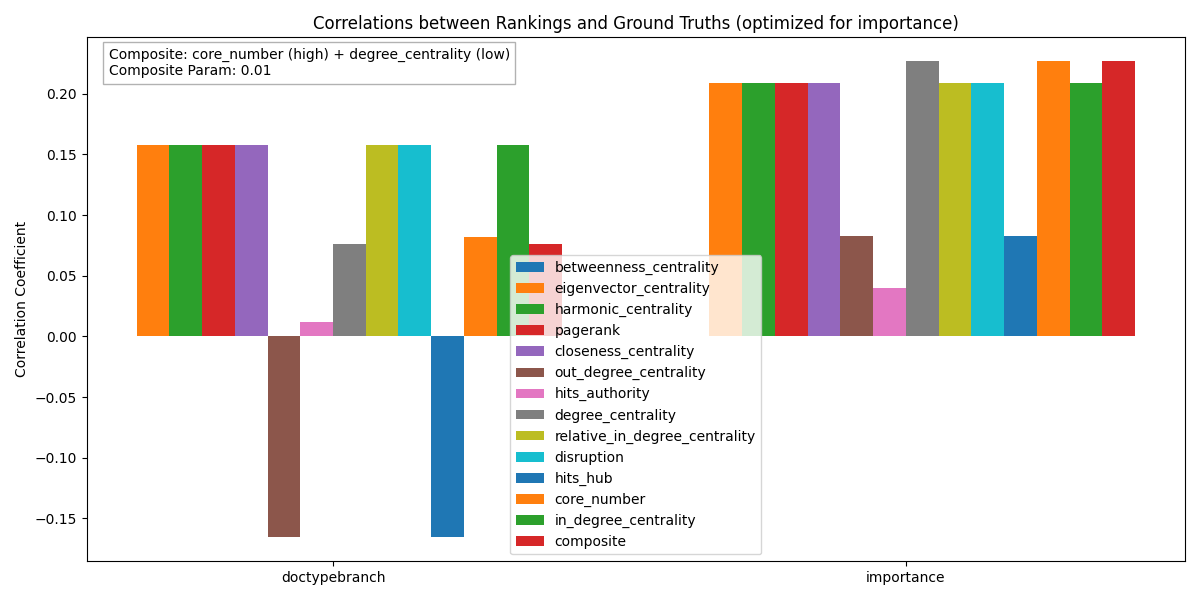 Correlations between Rankings and Ground Truths (optimized for importance)
Composite: core_number (high) + degree_centrality (low)
Composite Param: 0.01
Correlation Coefficient
0.20
0.15
0.10
0.05
0.00
−0.05
−0.10
−0.15
betweenness_centrality
eigenvector_centrality
harmonic_centrality
pagerank
closeness_centrality
out_degree_centrality
hits_authority
degree_centrality
relative_in_degree_centrality
disruption
hits_hub
core_number
in_degree_centrality
composite
doctypebranch
importance